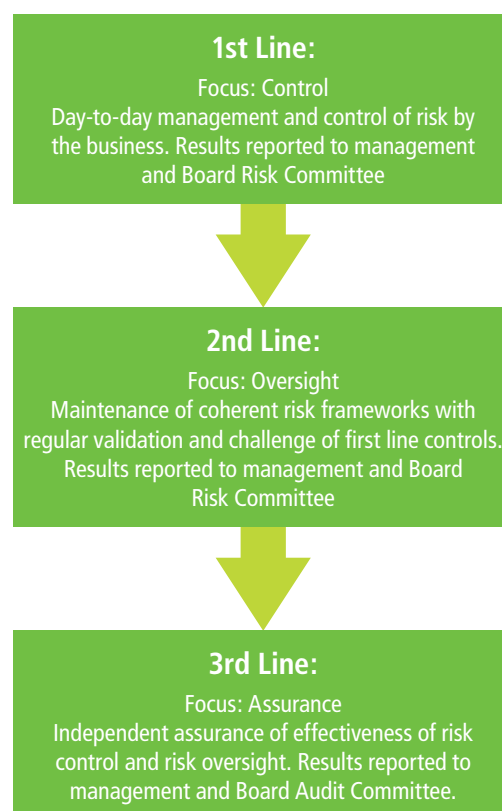 1st Line:
Focus: Control
Day-to-day management and control of risk by
the business. Results reported to management
and Board Risk Committee
2nd Line:
Focus: Oversight
Maintenance of coherent risk frameworks with
regular validation and challenge of first line controls.
Results reported to management and Board
Risk Committee
3rd Line:
Focus: Assurance
Independent assurance of effectiveness of risk
control and risk oversight. Results reported to
management and Board Audit Committee.